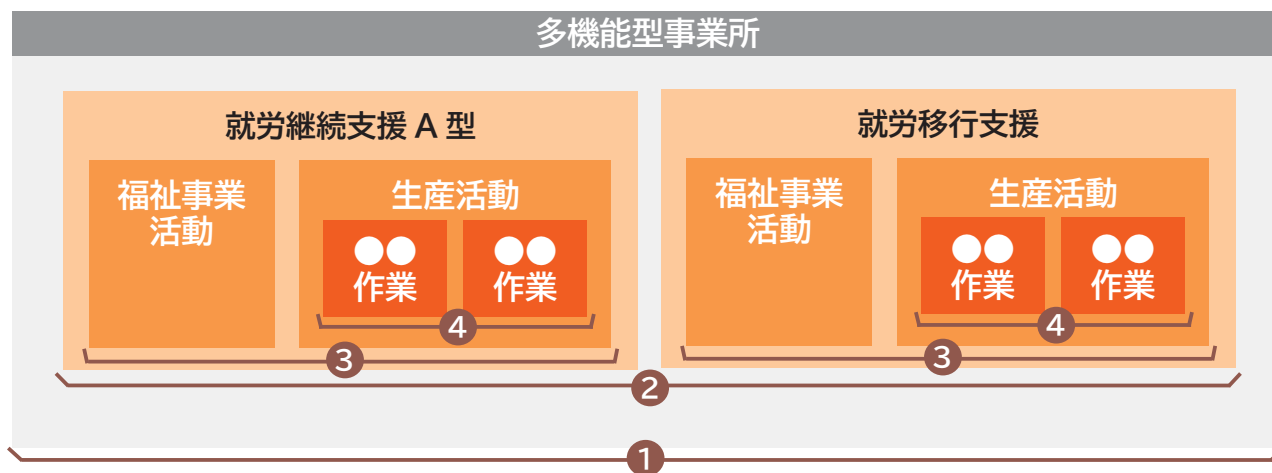 多機能型事業所
就労継続支援 A 型
福祉事業
活動
生産活動
●●
作業
●●
作業
4
3
就労移行支援
福祉事業
活動
生産活動
●●
作業
●●
作業
4
3
2
1